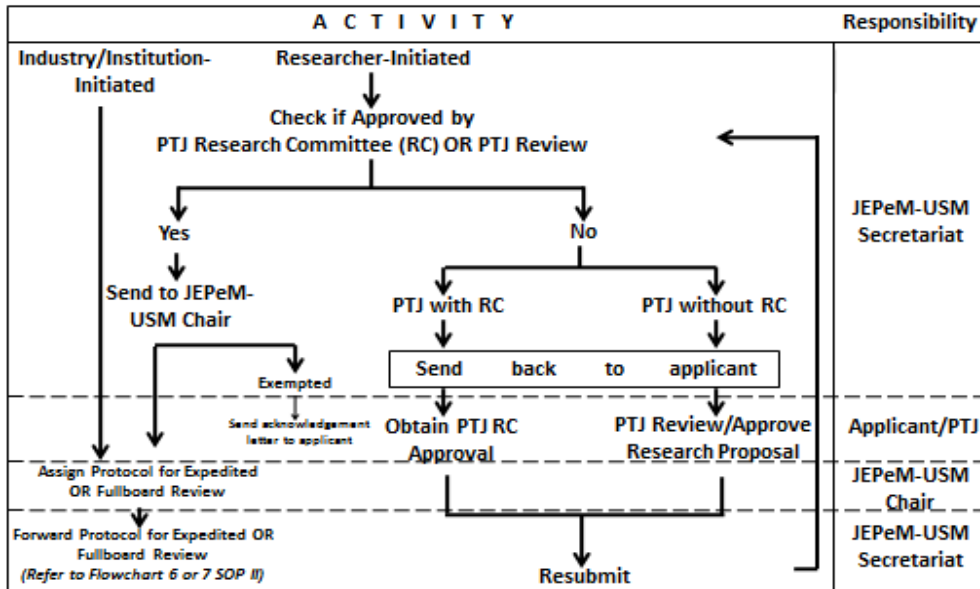 A C T I V I T Y
Responsibility
Industry/Institution-
Initiated
Researcher-Initiated
Check if Approved by
PTJ Research Committee (RC) OR PTJ Review
Yes
No
JEPeM-USM
Secretariat
Send to JEPeM-
USM Chair
PTJ with RC
PTJ without RC
Send back to applicant
Exempted
Send acknowledgement
letter to applicant
Obtain PTJ RC
Approval
PTJ Review/Approve
Research Proposal
Applicant/PTJ
Assign Protocol for Expedited
OR Fullboard Review
JEPeM-USM
Chair
Forward Protocol for Expedited OR
Fullboard Review
(Refer to Flowchart 6 or 7 SOP II)
Resubmit
JEPeM-USM
Secretariat